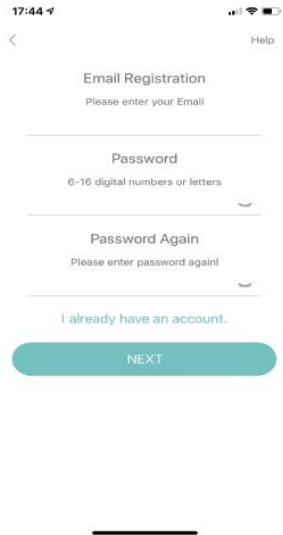 17:44
Help
Email Registration
Please enter your Email
Password
6-16 digital numbers or letters
Password Again
Please enter password again!
I already have an account.
NEXT